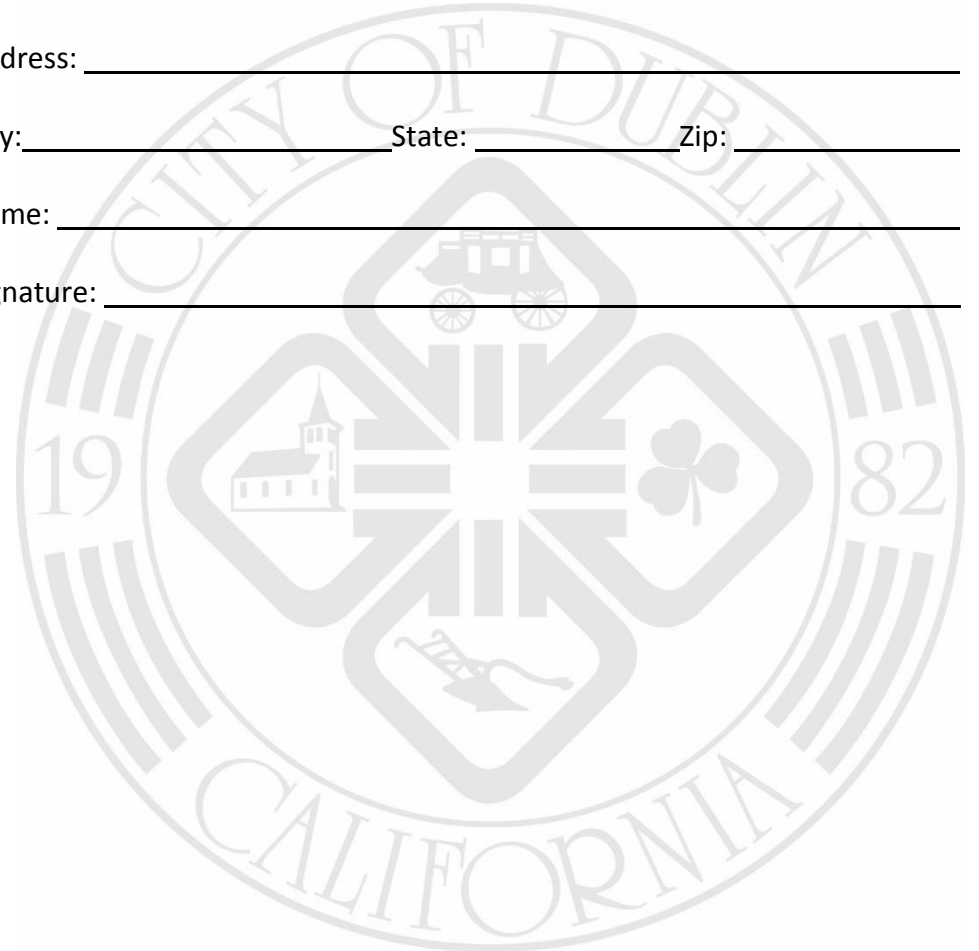 dress:
y: State: Zip:
me:
nature:
CITY OF DUBLIN
19 82
CALIFORNIA